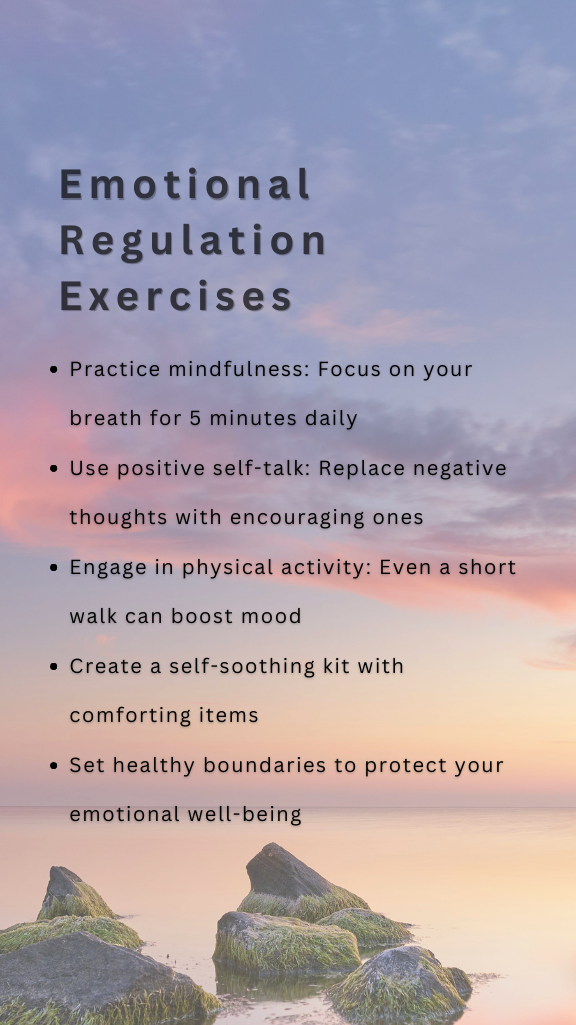 Emotional
Regulation
Exercises
• Practice mindfulness: Focus on your
breath for 5 minutes daily
• Use positive self-talk: Replace negative
thoughts with encouraging ones
• Engage in physical activity: Even a short
walk can boost mood
• Create a self-soothing kit with
comforting items
• Set healthy boundaries to protect your
emotional well-being